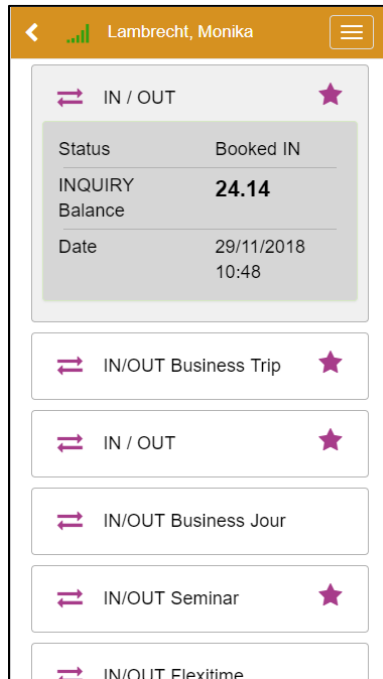 Lambrecht, Monika
IN / OUT
Status Booked IN
INQUIRY 24.14
Balance
Date 29/11/2018
10:48
IN/OUT Business Trip
IN / OUT
IN/OUT Business Jour
IN/OUT Seminar
IN/OUT Flexitime